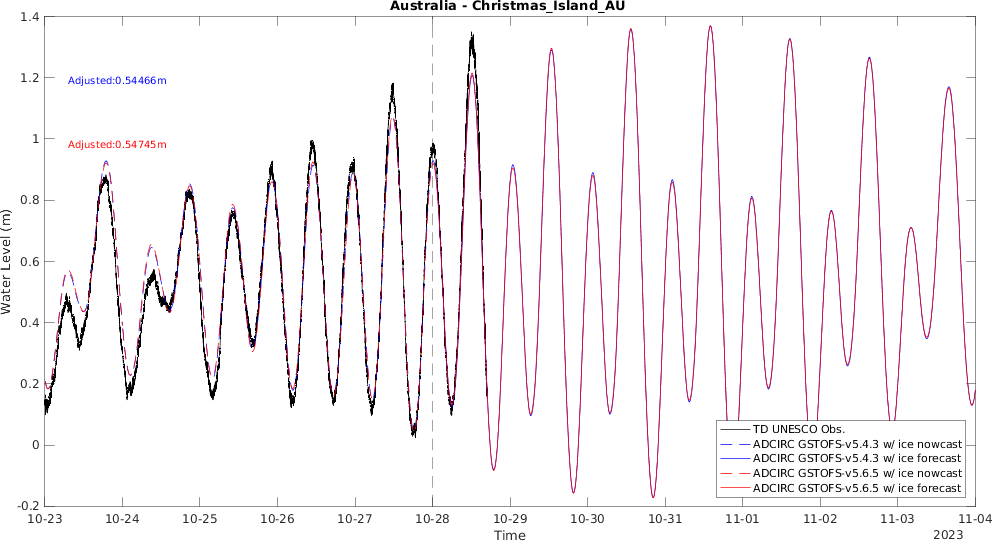 Australia - Christmas_Island_AU
1.4
1.2
1
0.8
0.6
0.4
0.2
0
-0.2
Water Level (m)
Adjusted:0.54466m
Adjusted:0.54745m
TD UNESCO Obs.
ADCIRC GSTOFS-v5.4.3 w/ ice nowcast
ADCIRC GSTOFS-v5.4.3 w/ ice forecast
ADCIRC GSTOFS-v5.6.5 w/ ice nowcast
ADCIRC GSTOFS-v5.6.5 w/ ice forecast
10-23 10-24 10-25 10-26 10-27 10-28 10-29 10-30 10-31 11-01 11-02 11-03 11-04
Time
2023